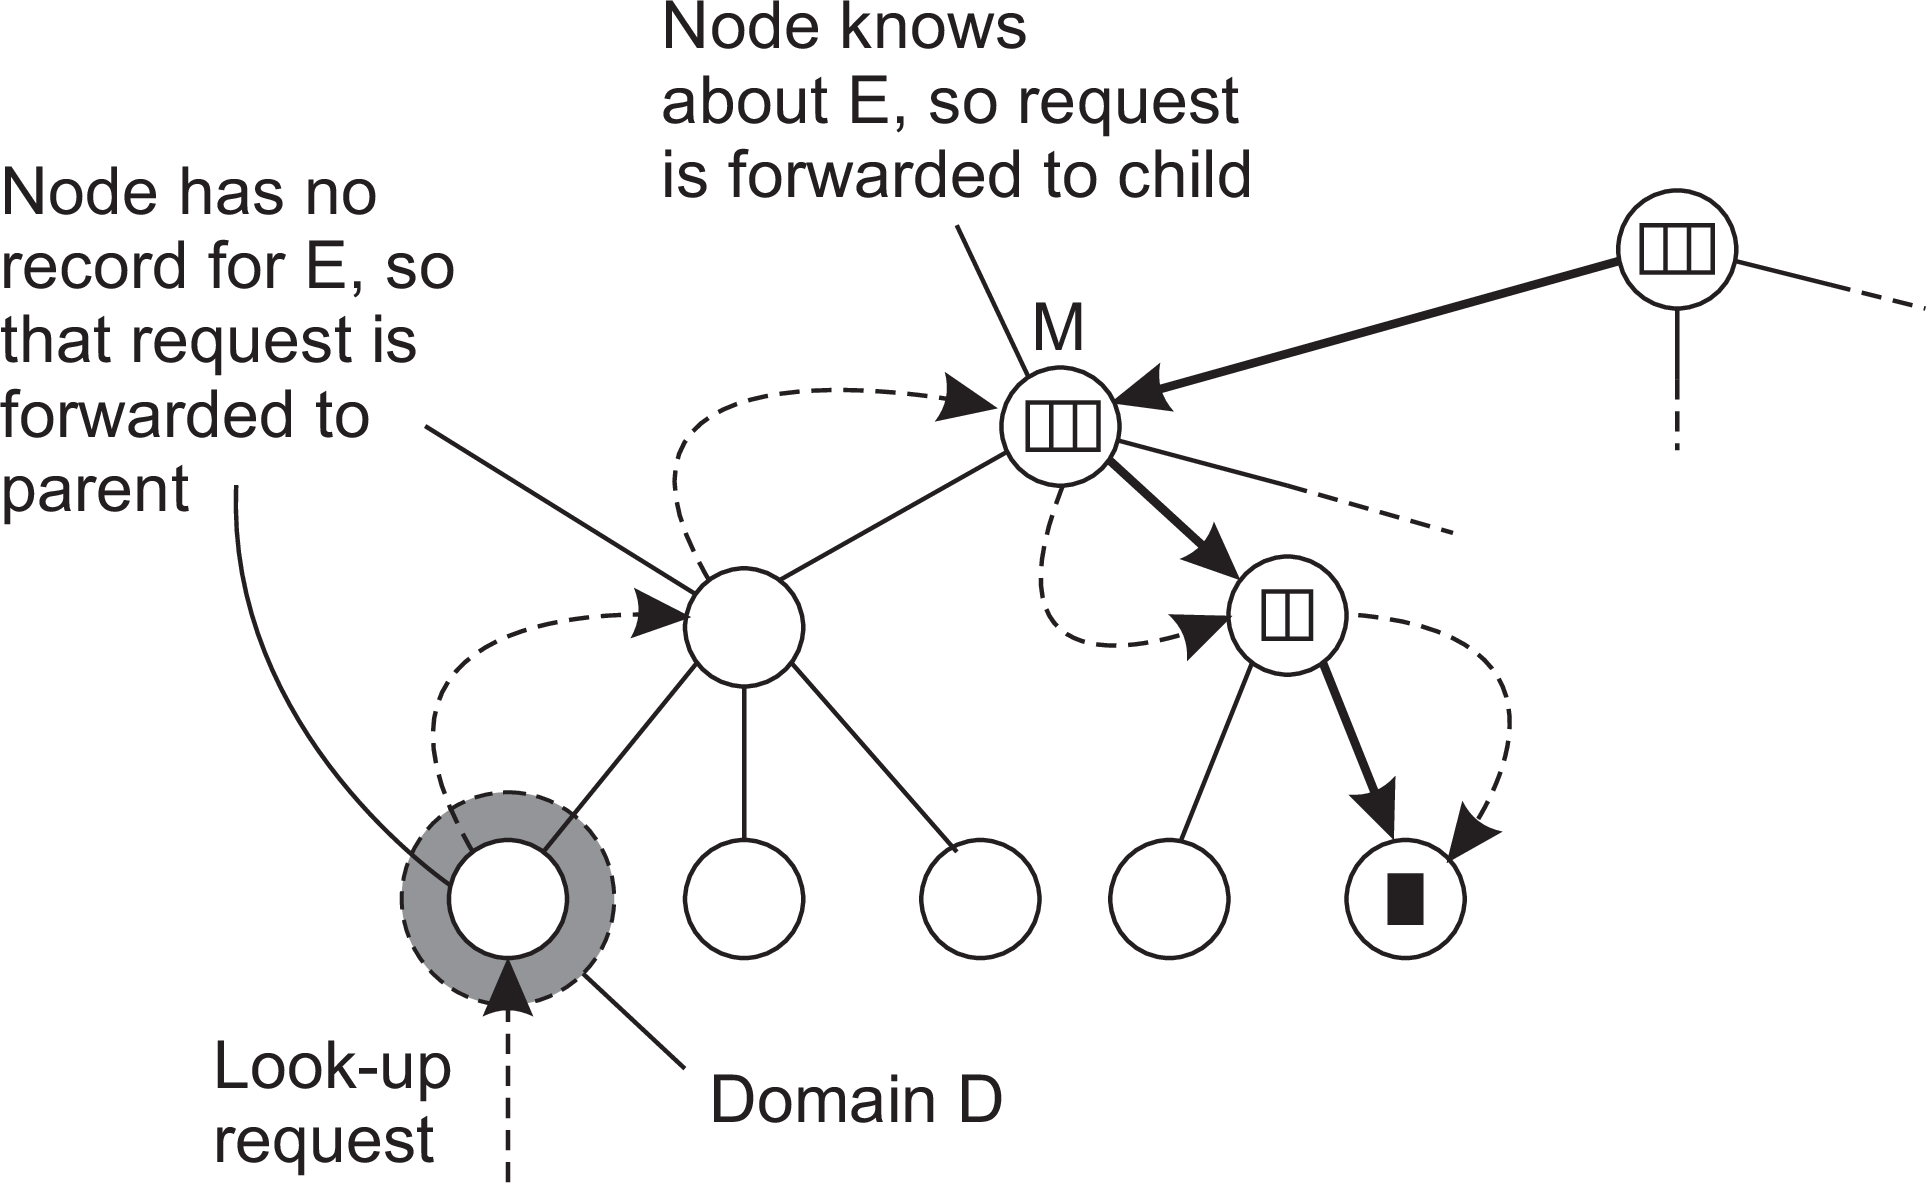 Node knows
about E, so request
is forwarded to child
Node has no
record for E, so
that request is
forwarded to
parent
M
Look-up
request
Domain D